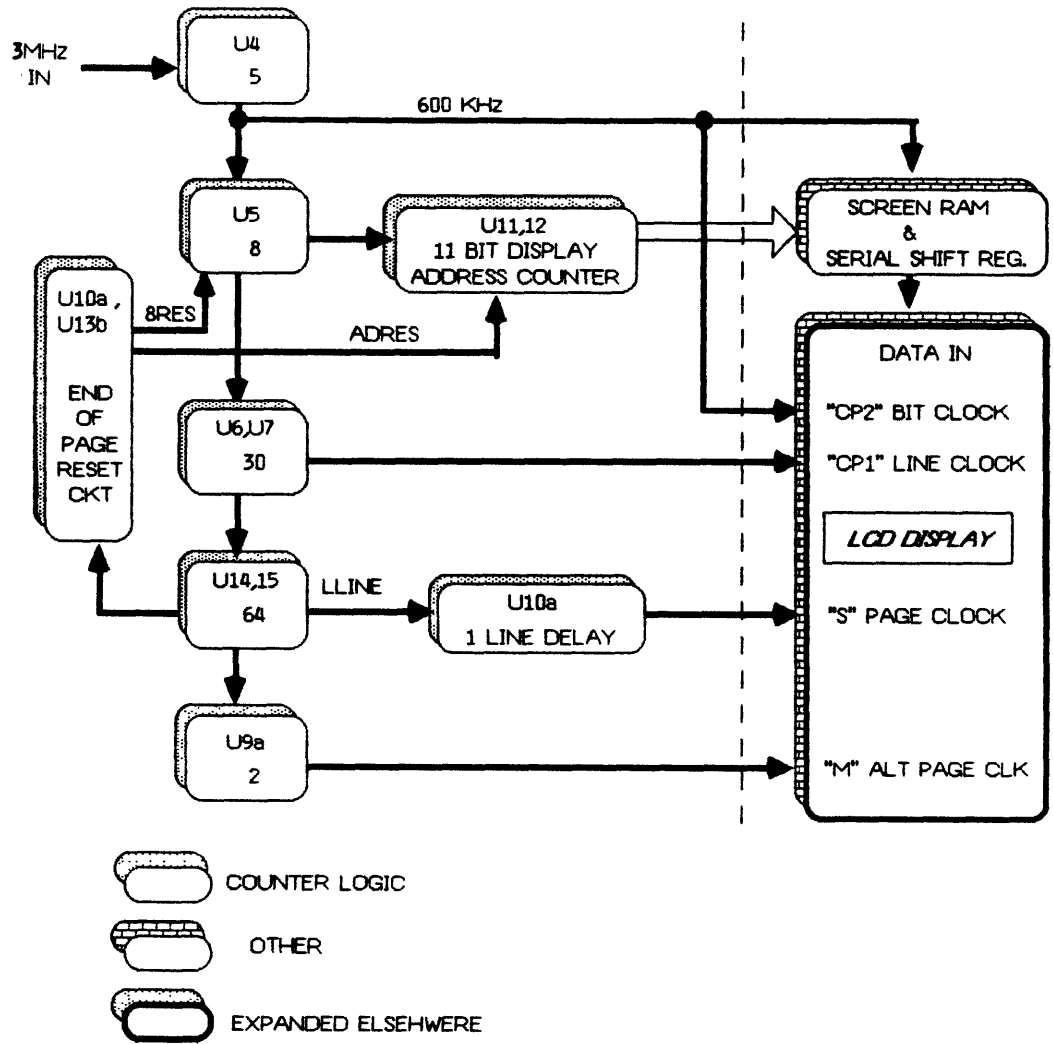 3MHz
IN
U4
5
600 KHz
U5
8
U11,12
11 BIT DISPLAY
ADDRESS COUNTER
SCREEN RAM
&
SERIAL SHIFT REG.
U10a,
U13b
END
OF
PAGE
RESET
CKT
8RES
ADRES
DATA IN
"CP2" BIT CLOCK
U6,U7
30
"CP1" LINE CLOCK
LCD DISPLAY
U14,15
64
LLINE
U10a
1 LINE DELAY
"S" PAGE CLOCK
U9a
2
"M" ALT PAGE CLK
COUNTER LOGIC
OTHER
EXPANDED ELSEHWERE